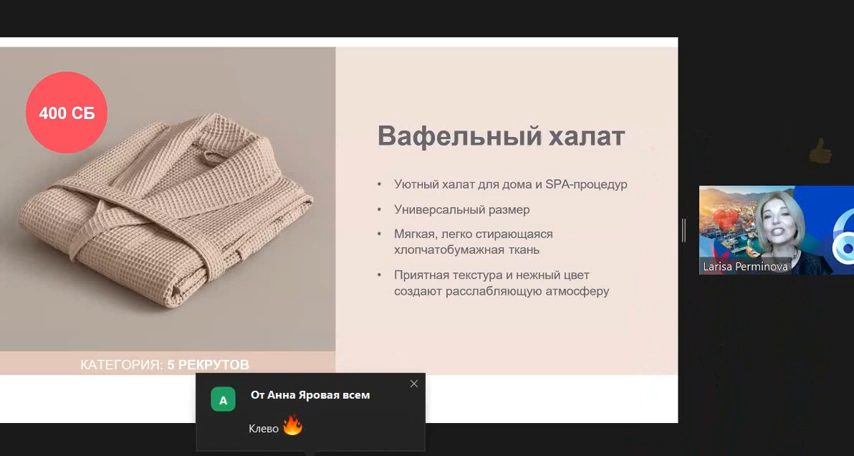 400 СБ
Вафельный халат
• Уютный халат для дома и SPA-процедур
• Универсальный размер
• Мягкая, легко стирающаяся
хлопчатобумажная ткань
• Приятная текстура и нежный цвет
создают расслабляющую атмосферу
КАТЕГОРИЯ: 5 РЕКРУТОВ
Larisa Perminova
А
От Анна Яровая всем
Клево 🔥